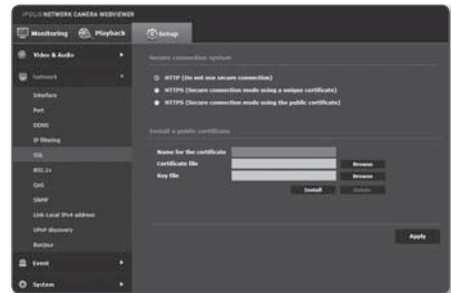 iPOLiS NETWORK CAMERA WEBVIEWER
Monitoring
Playback
Setup
Video & Audio
Network
Interface
Port
DDNS
IP filtering
SSL
802.1x
QoS
SNMP
Link-Local IPv4 address
UPnP discovery
Bonjour
Event
System
Secure connection system
HTTP (Do not use secure connection)
HTTPS (Secure connection mode using a unique certificate)
HTTPS (Secure connection mode using the public certificate)
Install a public certificate
Name for the certificate
Certificate file
Browse
Key file
Browse
Install
Delete
Apply